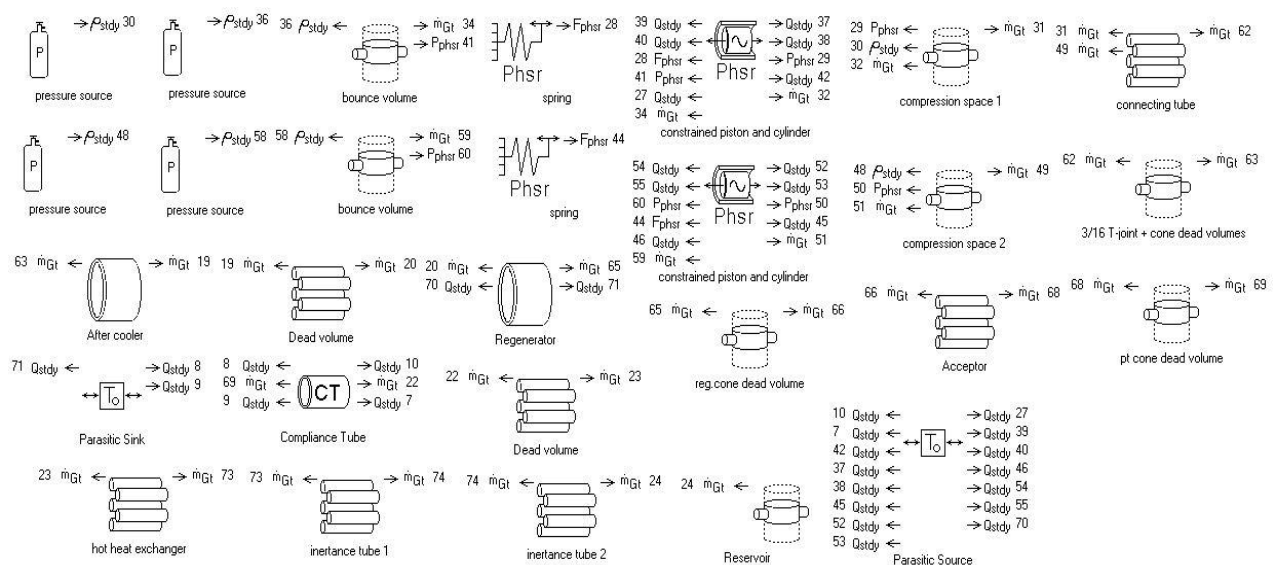 →ρstdy 30
P
pressure source
→ρstdy 36
P
pressure source
36 ρstdy ←
→ ṁGt 34
→ Pphsr 41
bounce volume
→Fphsr 28
Phsr
spring
39 Qstdy ←
40 Qstdy ←
28 Fphsr ←
41 Pphsr ←
27 Qstdy ←
34 ṁGt ←
→Qstdy 37
→Qstdy 38
→Pphsr 29
→Qstdy 42
→ṁGt 32
Phsr
constrained piston and cylinder
29 Pphsr ←
30 ρstdy ←
32 ṁGt ←
→ ṁGt 31
compression space 1
31 ṁGt ←
49 ṁGt ←
→ ṁGt 62
connecting tube
→ρstdy 48
P
pressure source
→ρstdy 58
P
pressure source
58 ρstdy ←
→ ṁGt 59
→ Pphsr 60
bounce volume
→Fphsr 44
Phsr
spring
54 Qstdy ←
55 Qstdy ←
60 Pphsr ←
44 Fphsr ←
46 Qstdy ←
59 ṁGt ←
→Qstdy 52
→Qstdy 53
→Pphsr 50
→Qstdy 45
→ṁGt 51
Phsr
constrained piston and cylinder
48 ρstdy ←
50 Pphsr ←
51 ṁGt ←
→ ṁGt 49
compression space 2
62 ṁGt ←
→ ṁGt 63
3/16 T-joint + cone dead volumes
63 ṁGt ←
→ ṁGt 19
After cooler
19 ṁGt ←
→ ṁGt 20
Dead volume
20 ṁGt ←
70 Qstdy ←
→ ṁGt 65
→Qstdy 71
Regenerator
65 ṁGt ←
→ ṁGt 66
reg.cone dead volume
66 ṁGt ←
→ ṁGt 68
Acceptor
68 ṁGt ←
→ ṁGt 69
pt cone dead volume
71 Qstdy ←
→Qstdy 8
→Qstdy 9
To
Parasitic Sink
8 Qstdy ←
69 ṁGt ←
9 Qstdy ←
→Qstdy 10
→ṁGt 22
→Qstdy 7
CT
Compliance Tube
22 ṁGt ←
→ ṁGt 23
Dead volume
10 Qstdy ←
7 Qstdy ←
42 Qstdy ←
37 Qstdy ←
38 Qstdy ←
45 Qstdy ←
52 Qstdy ←
53 Qstdy ←
→Qstdy 27
→Qstdy 39
→Qstdy 40
→Qstdy 46
→Qstdy 54
→Qstdy 55
→Qstdy 70
To
Parasitic Source
23 ṁGt ←
→ ṁGt 73
hot heat exchanger
73 ṁGt ←
→ ṁGt 74
inertance tube 1
74 ṁGt ←
→ ṁGt 24
inertance tube 2
24 ṁGt ←
Reservoir